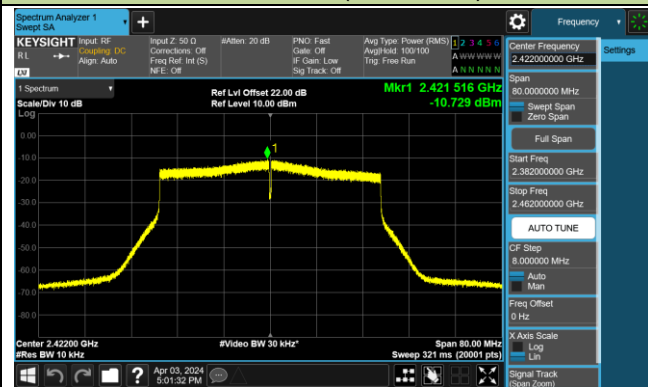 Spectrum Analyzer 1
Swept SA
+
Frequency
KEYSIGHT
RL
LXI
Input: RF
Coupling: DC
Align: Auto
Input Z: 50 Ω
Corrections: Off
Freq Ref: Int (S)
NFE: Off
#Atten: 20 dB
PNO: Fast
Gate: Off
IF Gain: Low
Sig Track: Off
Avg Type: Power (RMS)
Avg|Hold: 100/100
Trig: Free Run
1 2 3 4 5 6
A W W W W W
A N N N N N
1 Spectrum
Scale/Div 10 dB
Log
Ref Lvl Offset 22.00 dB
Ref Level 10.00 dBm
Mkr1 2.421 516 GHz
-10.729 dBm
1
0.00
-10.0
-20.0
-30.0
-40.0
-50.0
-60.0
-70.0
-80.0
Center 2.42200 GHz
#Res BW 10 kHz
#Video BW 30 kHz*
Span 80.00 MHz
Sweep 321 ms (20001 pts)
?
Apr 03, 2024
5:01:32 PM
Center Frequency
2.422000000 GHz
Span
80.0000000 MHz
Swept Span
Zero Span
Full Span
Start Freq
2.382000000 GHz
Stop Freq
2.462000000 GHz
AUTO TUNE
CF Step
8.000000 MHz
Auto
Man
Freq Offset
0 Hz
X Axis Scale
Log
Lin
Signal Track
(Span Zoom)
Settings